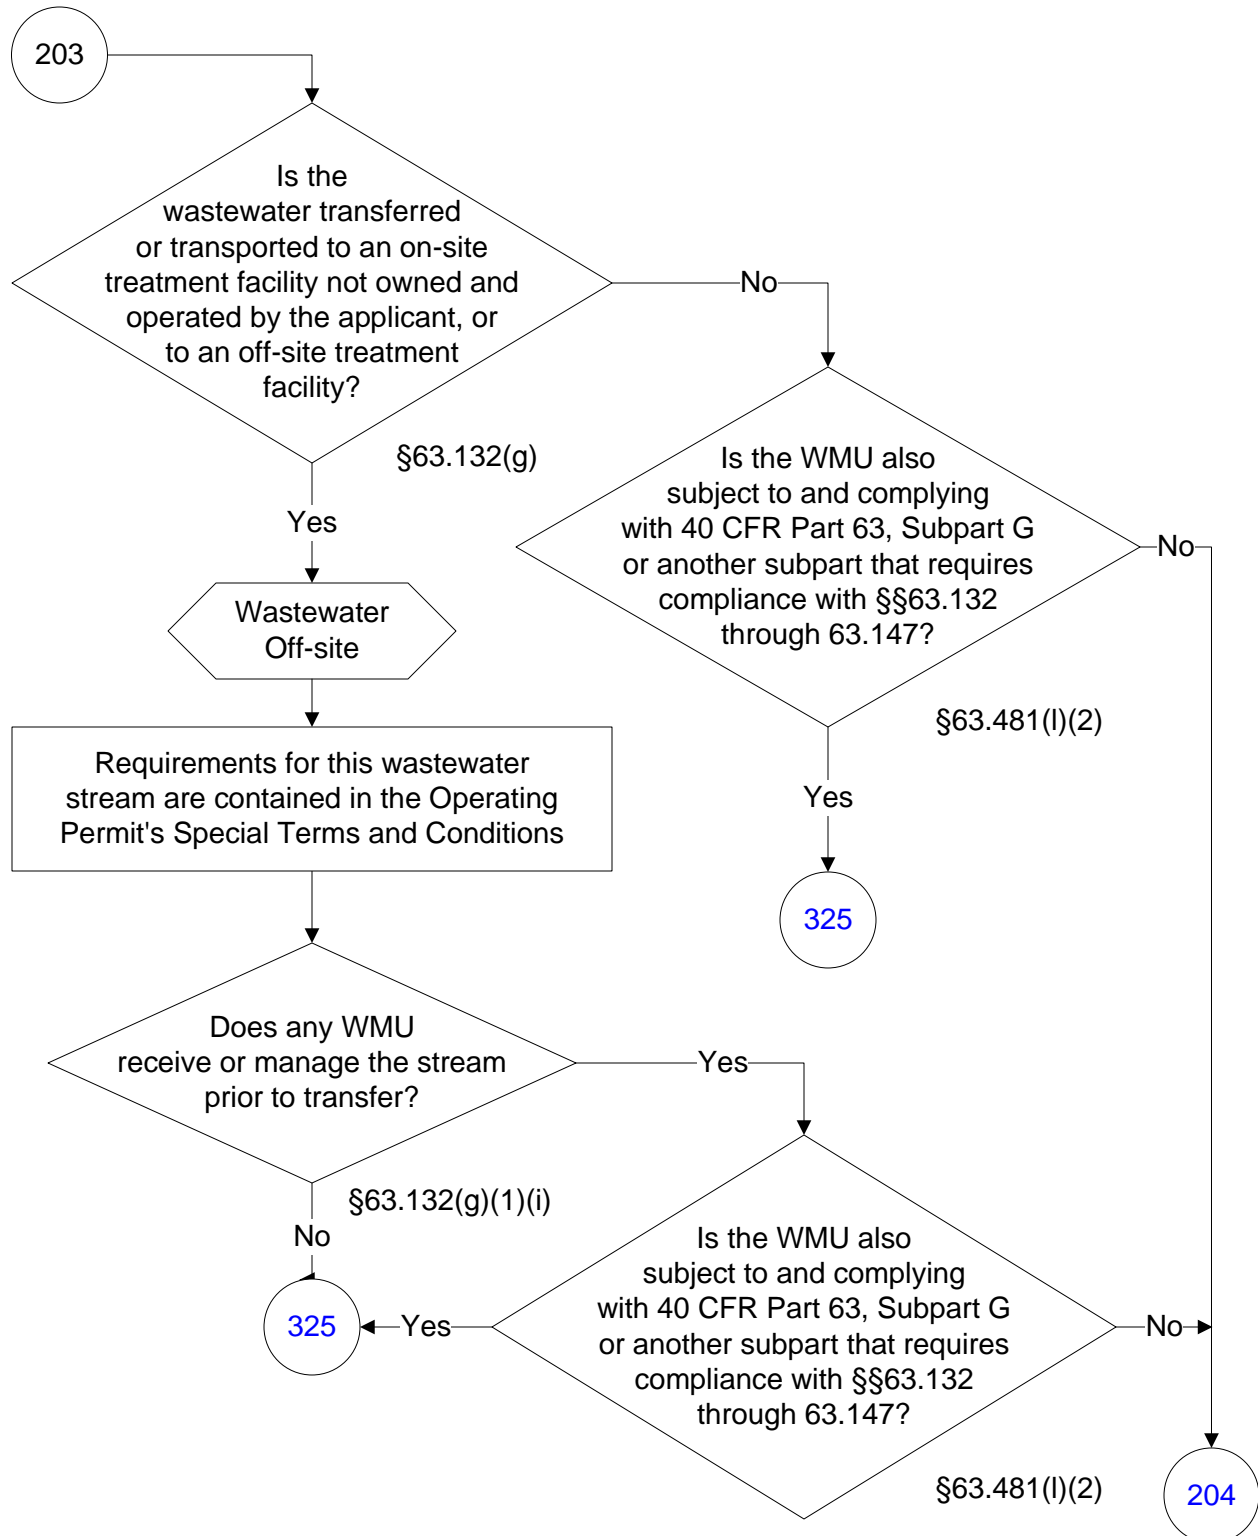 203
Is the
wastewater transferred
or transported to an on-site
treatment facility not owned and
operated by the applicant, or
to an off-site treatment
facility?
No
§63.132(g)
Yes
Is the WMU also
subject to and complying
with 40 CFR Part 63, Subpart G
or another subpart that requires
compliance with §§63.132
through 63.147?
No
§63.481(l)(2)
Yes
325
Wastewater
Off-site
Requirements for this wastewater
stream are contained in the Operating
Permit's Special Terms and Conditions
Does any WMU
receive or manage the stream
prior to transfer?
Yes
§63.132(g)(1)(i)
No
325
Yes
Is the WMU also
subject to and complying
with 40 CFR Part 63, Subpart G
or another subpart that requires
compliance with §§63.132
through 63.147?
No
§63.481(l)(2)
204